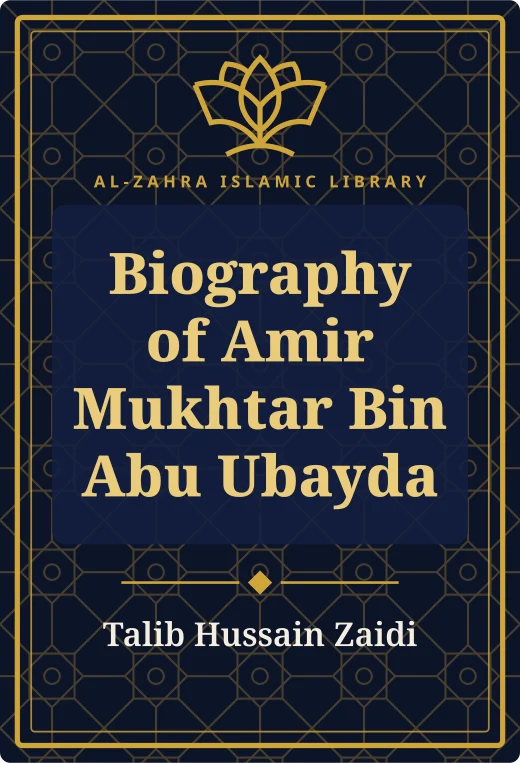 AL-ZAHRA ISLAMIC LIBRARY
Biography
of Amir
Mukhtar Bin
Abu Ubayda
Talib Hussain Zaidi